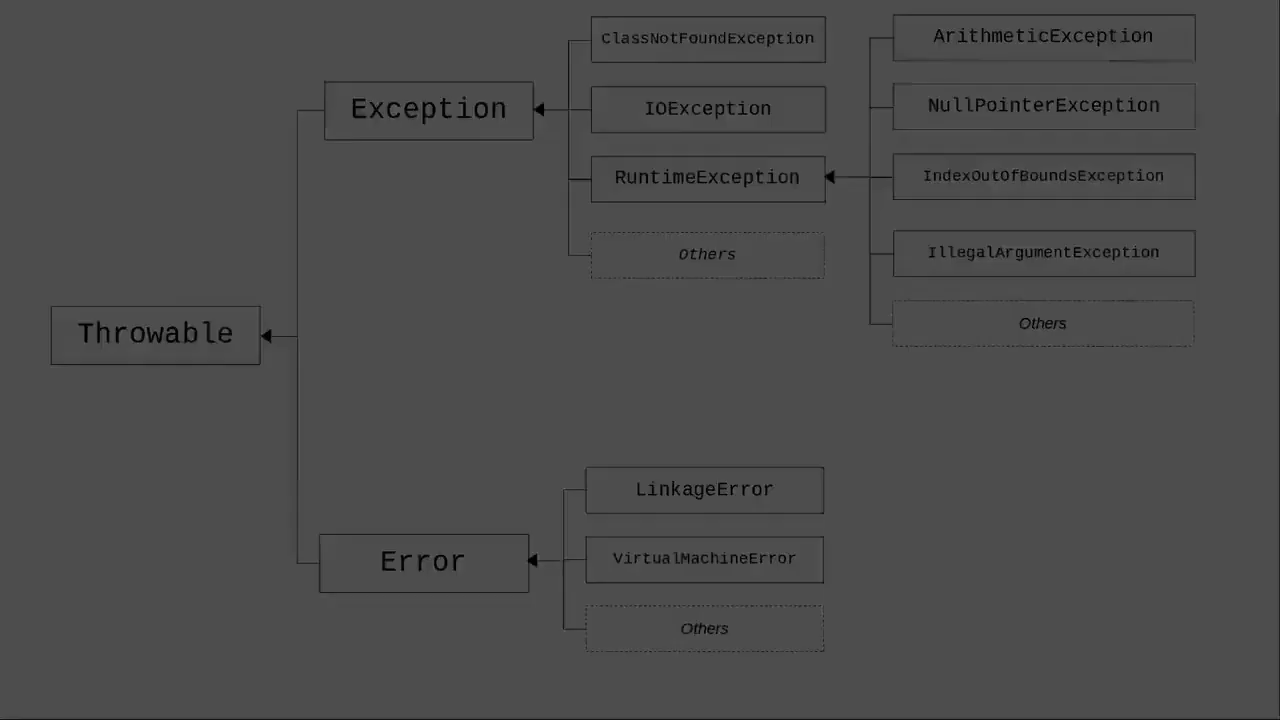 Throwable
Exception
ClassNotFoundException
IOException
RuntimeException
Others
ArithmeticException
NullPointerException
IndexOutOfBoundsException
IllegalArgumentException
Others
Error
LinkageError
VirtualMachineError
Others